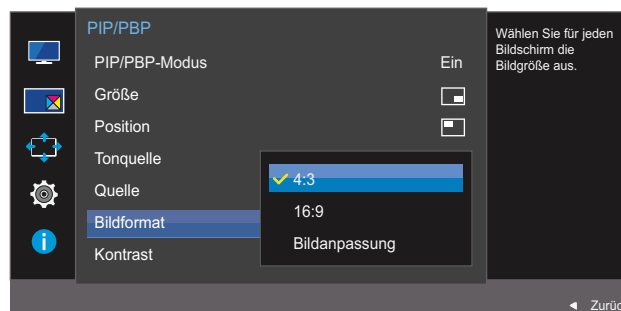 PIP/PBP
PIP/PBP-Modus Ein
Größe
Position
Tonquelle
Quelle
Bildformat
Kontrast
4:3
16:9
Bildanpassung
Wählen Sie für jeden
Bildschirm die
Bildgröße aus.
Zurüc